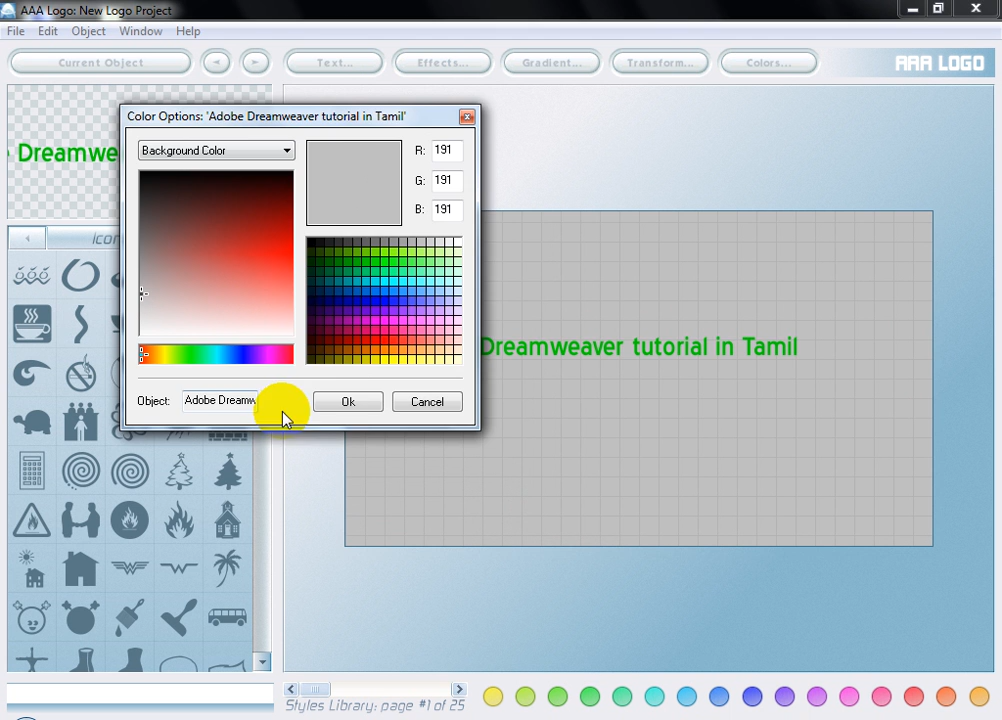 AAA Logo: New Logo Project
File Edit Object Window Help
Current Object Text... Effects... Gradient... Transform... Colors... AAA LOGO
Color Options: 'Adobe Dreamweaver tutorial in Tamil'
Background Color
R: 191
G: 191
B: 191
Dreamwe
icon
Dreamweaver tutorial in Tamil
Object: Adobe Dreamw Ok Cancel
Styles Library: page #1 of 25